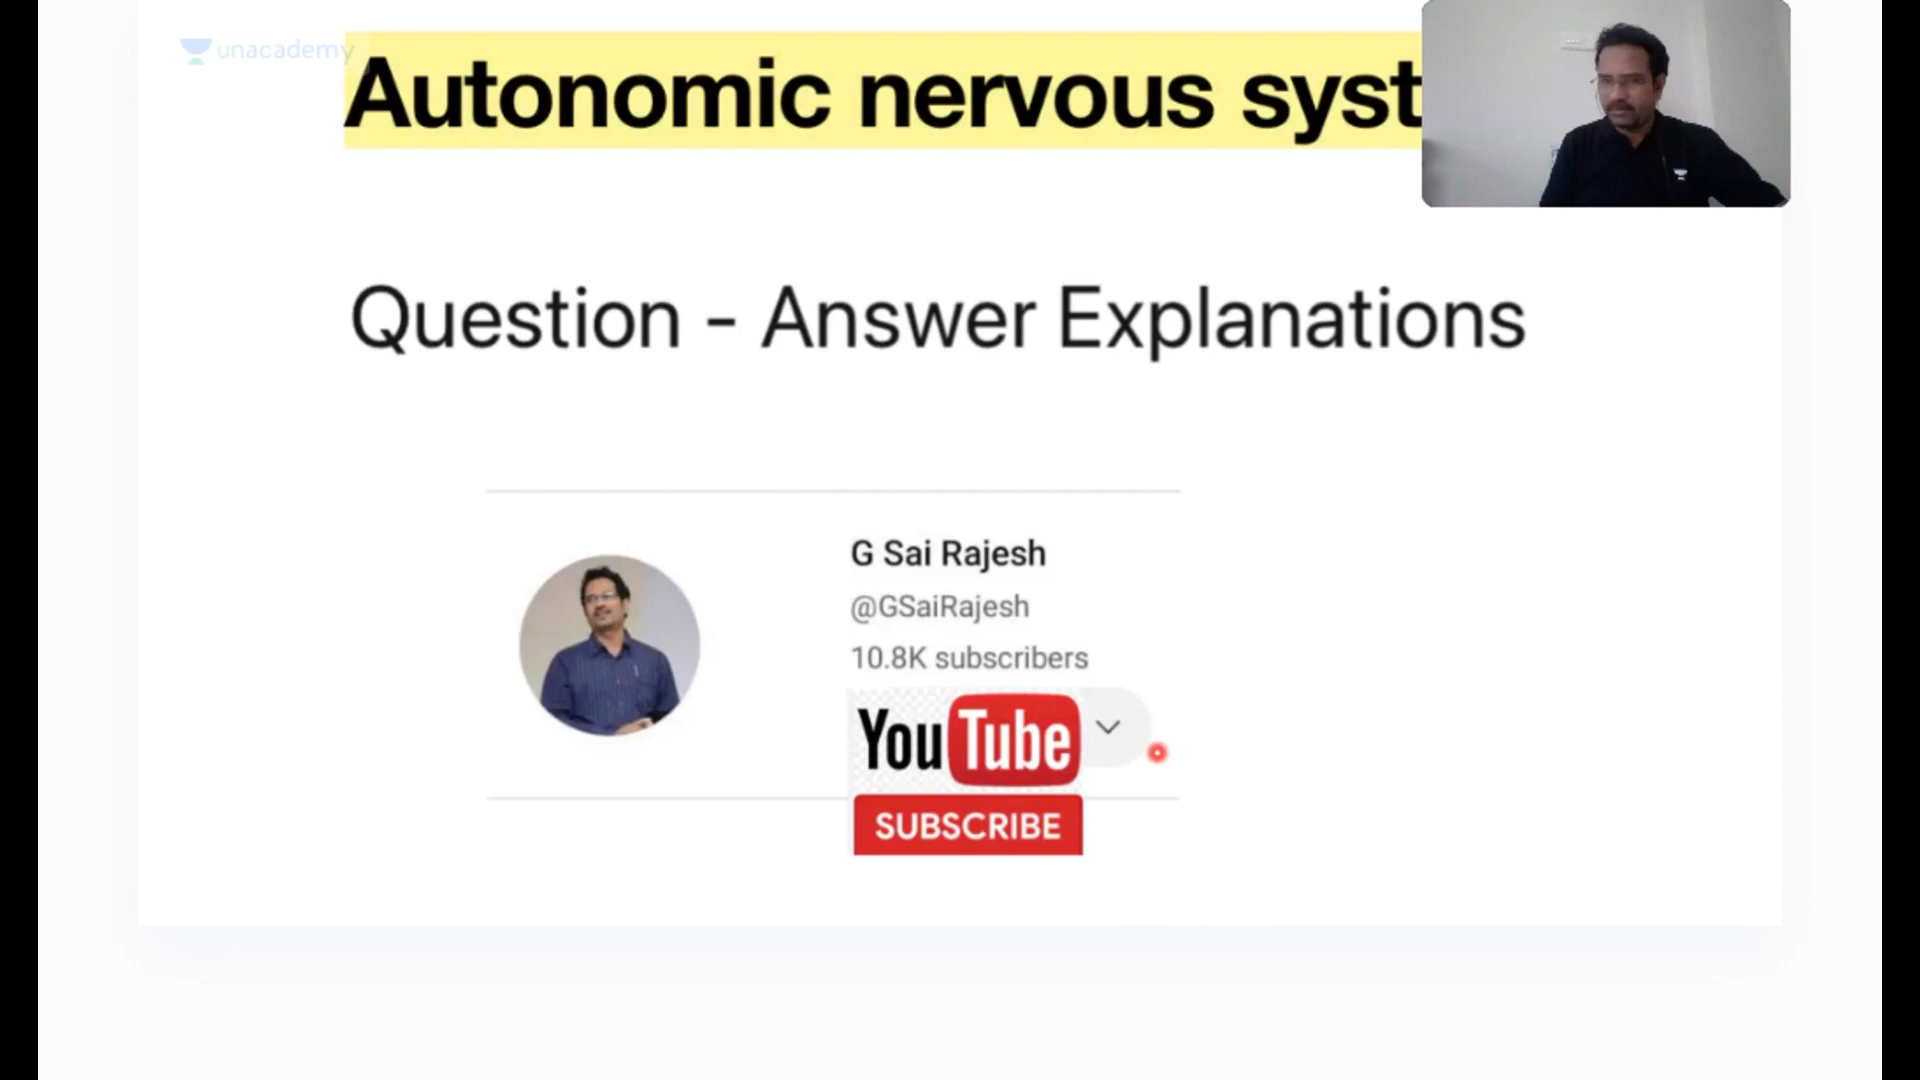 unacademy
Autonomic nervous syst
Question - Answer Explanations
G Sai Rajesh
@GSaiRajesh
10.8K subscribers
YouTube
SUBSCRIBE